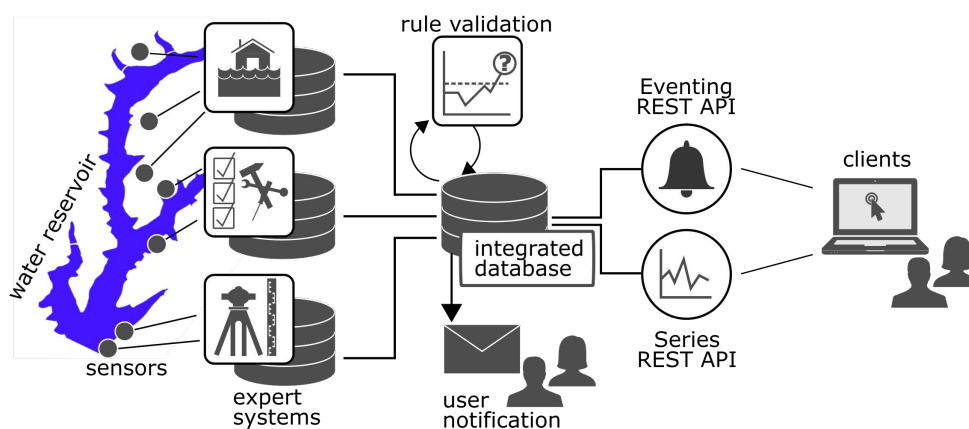 rule validation
?
Eventing
REST API
clients
water reservoir
integrated
database
Series
REST API
sensors
expert
systems
user
notification